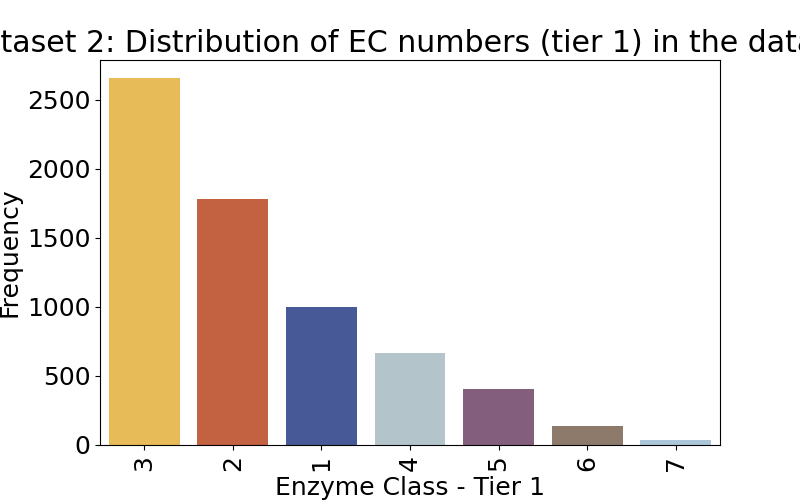 taset 2: Distribution of EC numbers (tier 1) in the data
2500
2000
1500
1000
500
0
Frequency
3 2 1 4 5 6 7
Enzyme Class - Tier 1